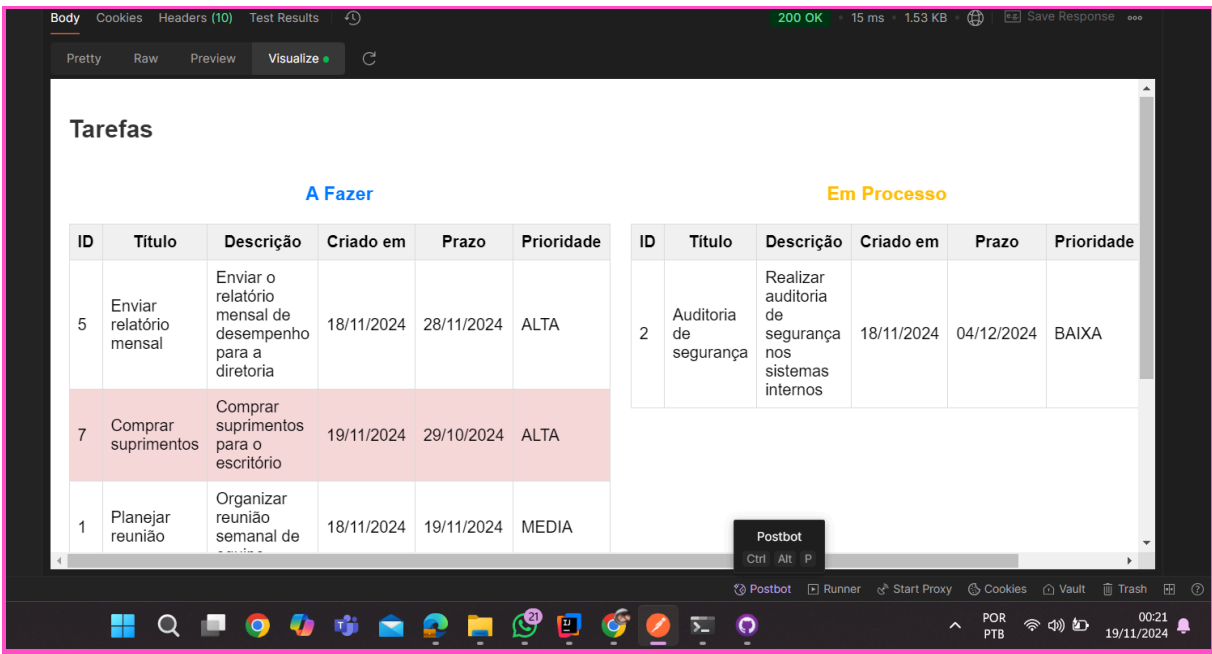 Body Cookies Headers (10) Test Results 200 OK 15 ms 1.53 KB Save Response
Pretty Raw Preview Visualize
Tarefas
A Fazer
ID Título Descrição Criado em Prazo Prioridade
5 Enviar relatório mensal Enviar o relatório mensal de desempenho para a diretoria 18/11/2024 28/11/2024 ALTA
7 Comprar suprimentos Comprar suprimentos para o escritório 19/11/2024 29/10/2024 ALTA
1 Planejar reunião Organizar reunião semanal de 18/11/2024 19/11/2024 MEDIA
Em Processo
ID Título Descrição Criado em Prazo Prioridade
2 Auditoria de segurança Realizar auditoria de segurança nos sistemas internos 18/11/2024 04/12/2024 BAIXA
Postbot
Ctrl Alt P
Postbot Runner Start Proxy Cookies Vault Trash
21
POR
PTB
00:21
19/11/2024